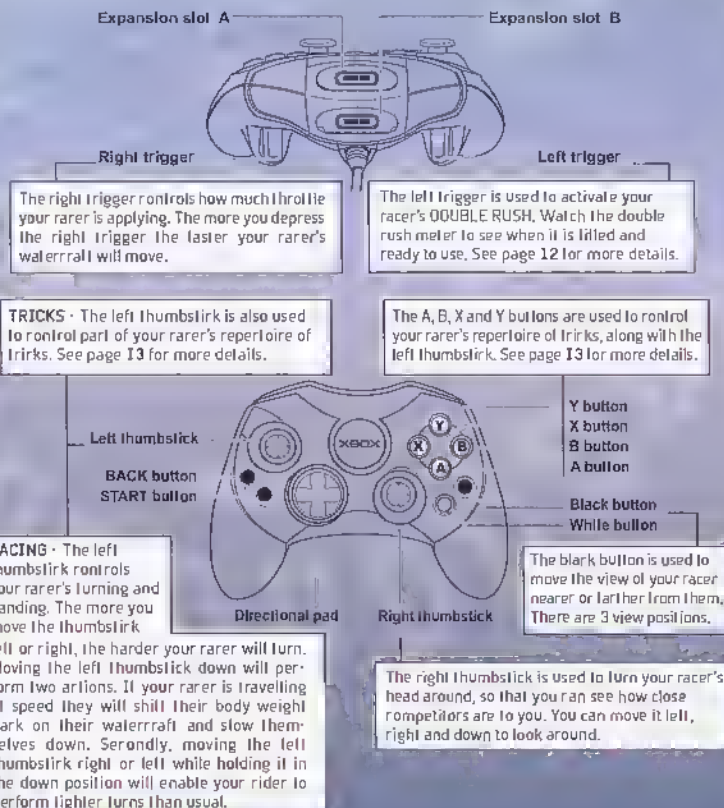 Expansion slot A
Expansion slot B
Right trigger
Left trigger
The right trigger controls how much throttle
your racer is applying. The more you depress
the right trigger the faster your racer's
watercraft will move.
The left trigger is used to activate your
racer's DOUBLE RUSH. Watch the double
rush meter to see when it is filled and
ready to use. See page 12 for more details.
TRICKS · The left thumbstick is also used
to control part of your racer's repertoire of
tricks. See page 13 for more details.
The A, B, X and Y buttons are used to control
your racer's repertoire of tricks, along with the
left thumbstick. See page 13 for more details.
Left thumbstick
BACK button
START button
XBOX
Y
X
B
A
Y button
X button
B button
A button
Black button
White button
Directional pad
Right thumbstick
RACING · The left
thumbstick controls
your racer's turning and
landing. The more you
move the thumbstick
left or right, the harder your racer will turn.
Moving the left thumbstick down will per-
form two actions. If your racer is travelling
at speed they will shift their body weight
back on their watercraft and slow them-
selves down. Secondly, moving the left
thumbstick right or left while holding it in
the down position will enable your rider to
perform tighter turns than usual.
The black button is used to
move the view of your racer
nearer or farther from them.
There are 3 view positions.
The right thumbstick is used to turn your racer's
head around, so that you can see how close
competitors are to you. You can move it left,
right and down to look around.